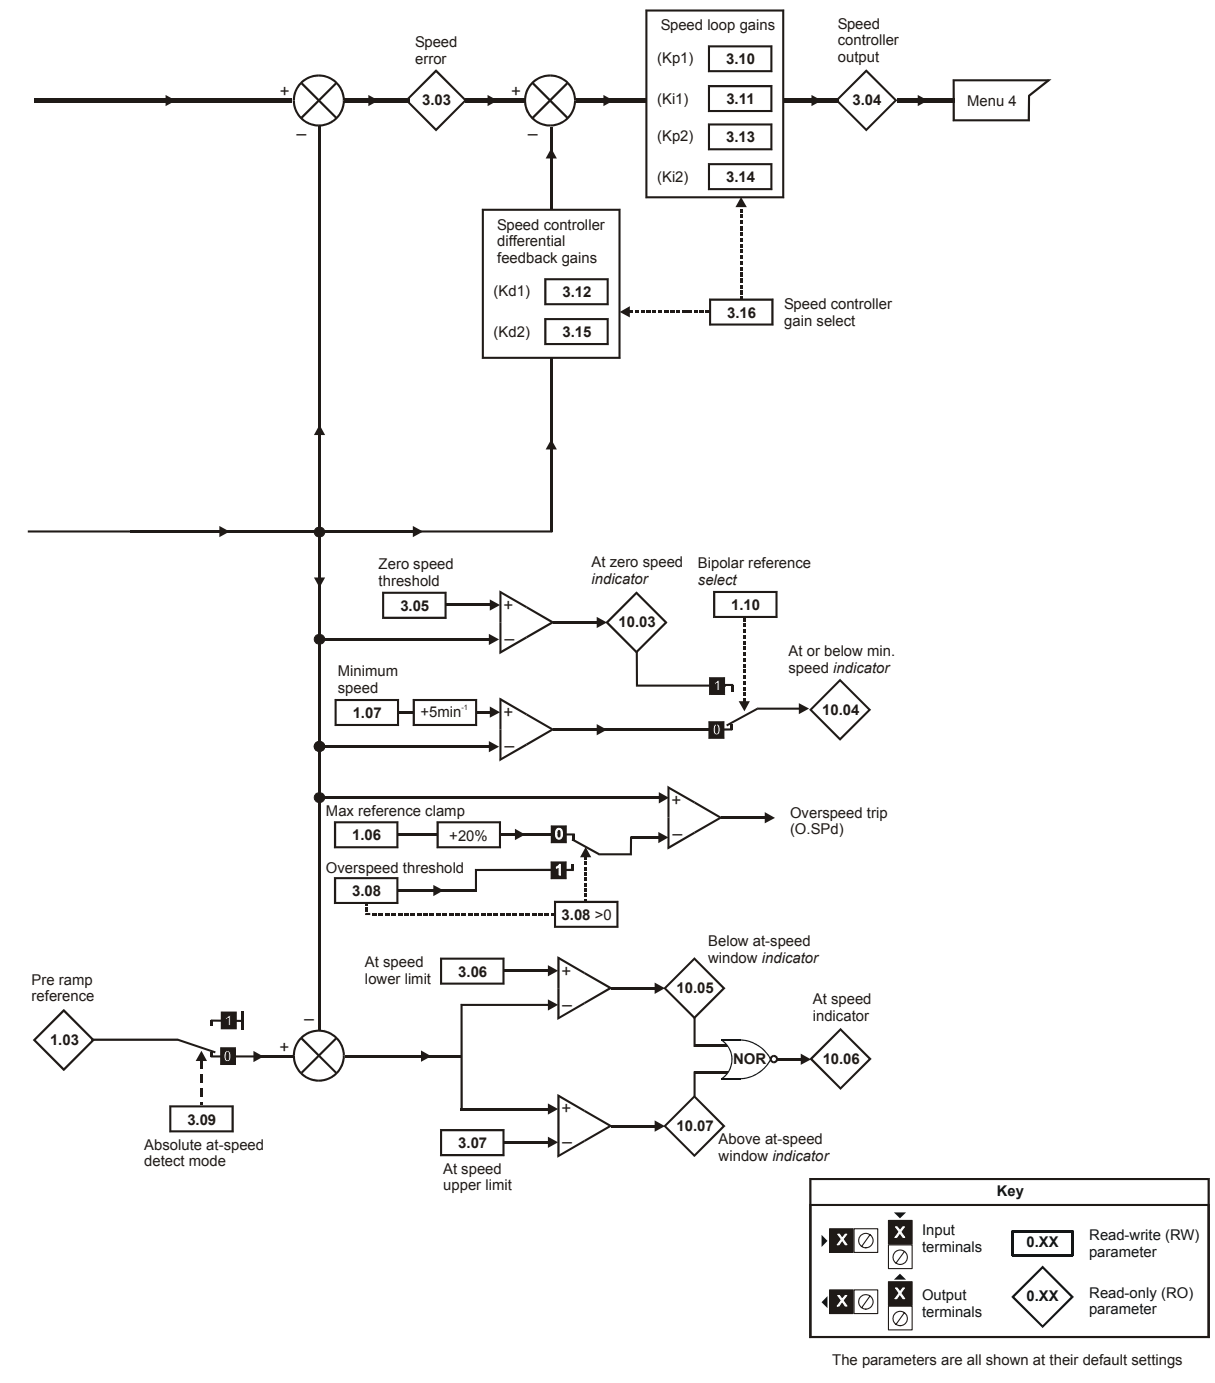 Speed
error
+
−
3.03
+
−
Speed loop gains
(Kp1) 3.10
(Ki1) 3.11
(Kp2) 3.13
(Ki2) 3.14
Speed
controller
output
3.04
Menu 4
Speed controller
differential
feedback gains
(Kd1) 3.12
(Kd2) 3.15
3.16
Speed controller
gain select
Zero speed
threshold
3.05
+
−
At zero speed
indicator
10.03
Bipolar reference
select
1.10
1
0
At or below min.
speed indicator
10.04
Minimum
speed
1.07
+5min-1
+
−
Max reference clamp
1.06
+20%
0
Overspeed threshold
3.08
1
3.08 >0
+
−
Overspeed trip
(O.SPd)
Pre ramp
reference
1.03
1
0
3.09
Absolute at-speed
detect mode
−
+
At speed
lower limit
3.06
+
−
Below at-speed
window indicator
10.05
NOR
At speed
indicator
10.06
3.07
At speed
upper limit
+
−
10.07
Above at-speed
window indicator
Key
X
X
Input
terminals
0.XX
Read-write (RW)
parameter
X
X
Output
terminals
0.XX
Read-only (RO)
parameter
The parameters are all shown at their default settings